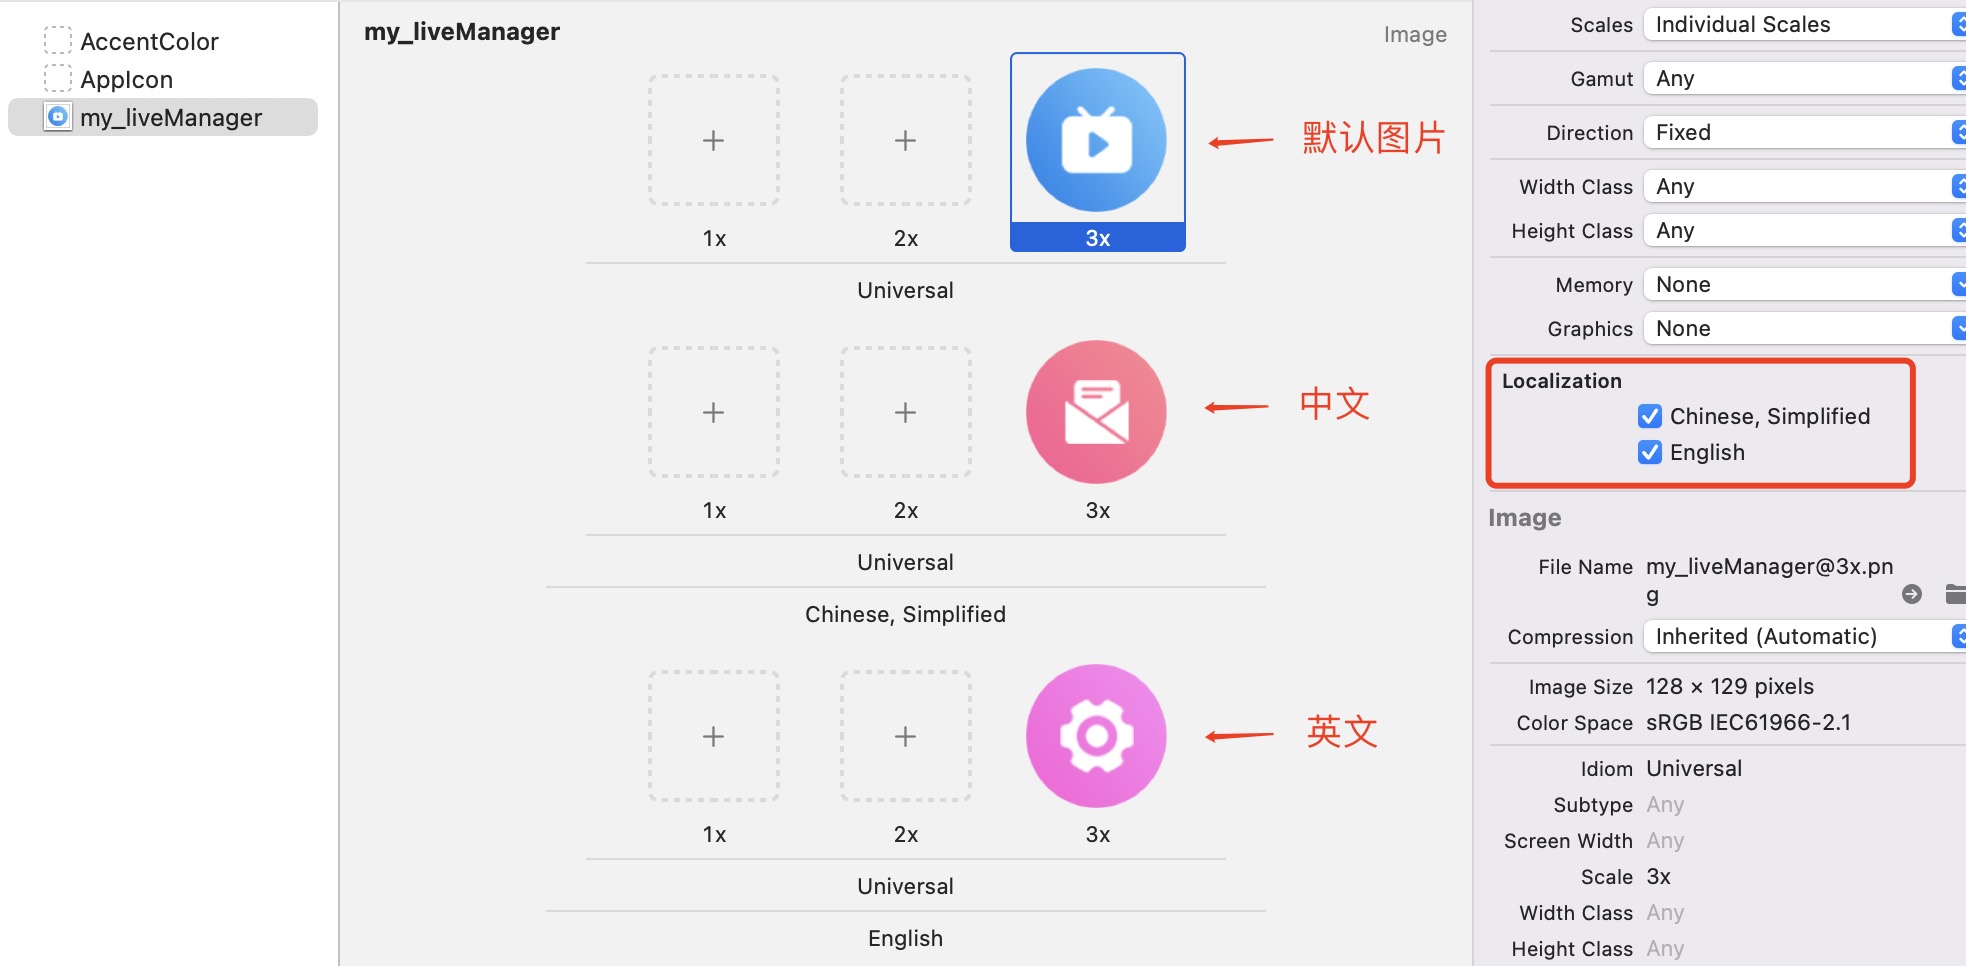 AccentColor
AppIcon
my_liveManager
my_liveManager
Image
默认图片
1x
2x
3x
Universal
中文
1x
2x
3x
Universal
Chinese, Simplified
英文
1x
2x
3x
Universal
English
Scales Individual Scales
Gamut Any
Direction Fixed
Width Class Any
Height Class Any
Memory None
Graphics None
Localization
Chinese, Simplified
English
Image
File Name my_liveManager@3x.pn
g
Compression Inherited (Automatic)
Image Size 128 × 129 pixels
Color Space sRGB IEC61966-2.1
Idiom Universal
Subtype Any
Screen Width Any
Scale 3x
Width Class Any
Height Class Any